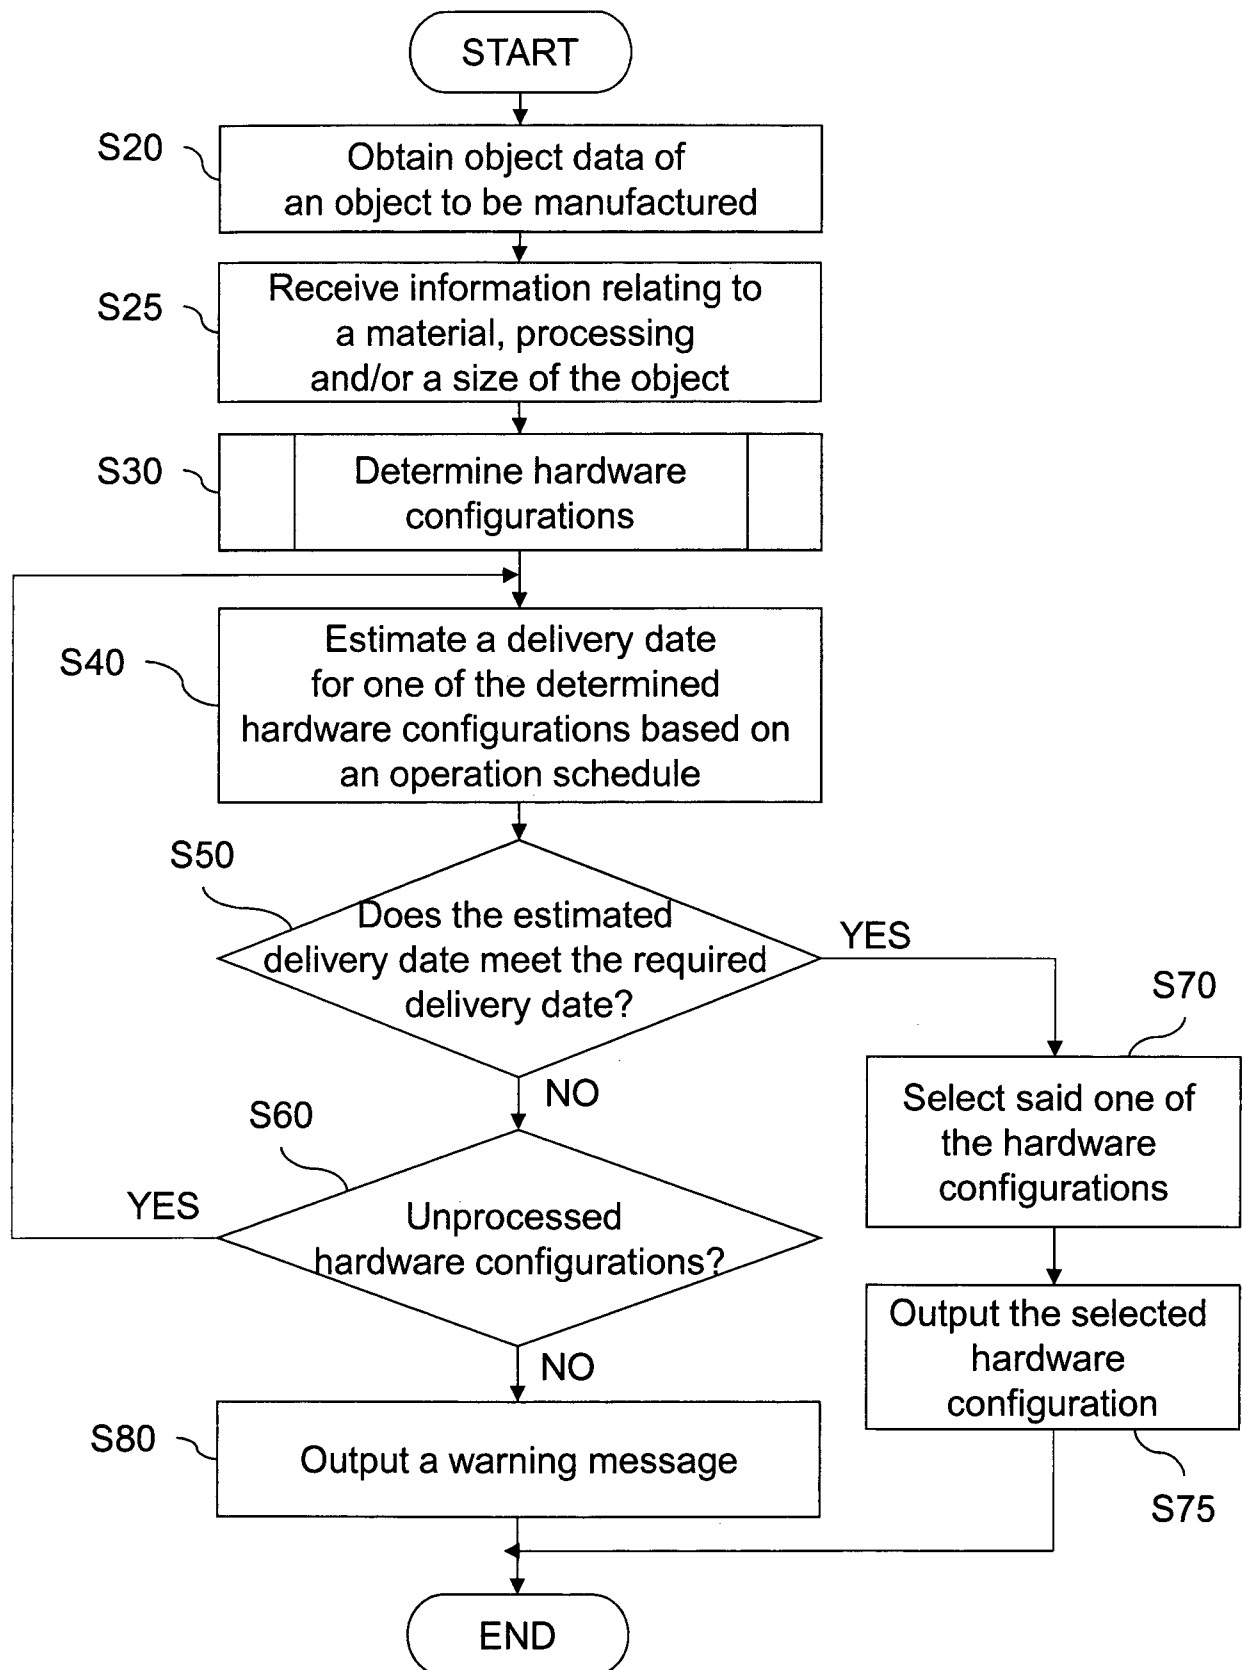 START
S20
Obtain object data of
an object to be manufactured
S25
Receive information relating to
a material, processing
and/or a size of the object
S30
Determine hardware
configurations
S40
Estimate a delivery date
for one of the determined
hardware configurations based on
an operation schedule
S50
Does the estimated
delivery date meet the required
delivery date?
YES
NO
S70
Select said one of
the hardware
configurations
S60
YES
Unprocessed
hardware configurations?
NO
Output the selected
hardware
configuration
S75
S80
Output a warning message
END